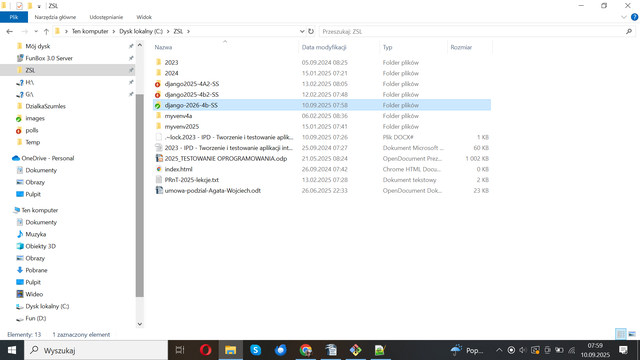 ZSL
Plik Narzędzia główne Udostępnianie Widok
Ten komputer > Dysk lokalny (C:) > ZSL > Przeszukaj: ZSL
Mój dysk
FunBox 3.0 Server
ZSL
H:\
G:\
DzialkaSzumles
images
polls
Temp
OneDrive - Personal
Dokumenty
Obrazy
Pulpit
Ten komputer
Dokumenty
Muzyka
Obiekty 3D
Obrazy
Pobrane
Pulpit
Wideo
Dysk lokalny (C:)
Fun (D:)
Nazwa Data modyfikacji Typ Rozmiar
2023 05.09.2024 08:25 Folder plików
2024 15.01.2025 07:21 Folder plików
django2025-4A2-SS 13.02.2025 08:05 Folder plików
django2025-4b2-SS 12.02.2025 07:48 Folder plików
django-2026-4b-SS 10.09.2025 07:58 Folder plików
myvenv4a 06.02.2025 08:36 Folder plików
myvenv2025 15.01.2025 07:41 Folder plików
.~lock.2023 - IPD - Tworzenie i testowanie aplik... 10.09.2025 07:26 Plik DOCX# 1 KB
2023 - IPD - Tworzenie i testowanie aplikacji int... 25.09.2024 07:27 Dokument Microsoft ... 60 KB
2025_TESTOWANIE OPROGRAMOWANIA.odp 21.05.2025 08:24 OpenDocument Prez... 1 002 KB
index.html 26.09.2024 07:42 Chrome HTML Docu... 0 KB
PRnT-2025-lekcje.txt 13.02.2025 07:28 Dokument tekstowy 2 KB
umowa-podzial-Agata-Wojciech.odt 26.06.2025 22:33 OpenDocument Dok... 23 KB
Elementy: 13 1 zaznaczony element
Wyszukaj
Pop...
07:59
10.09.2025